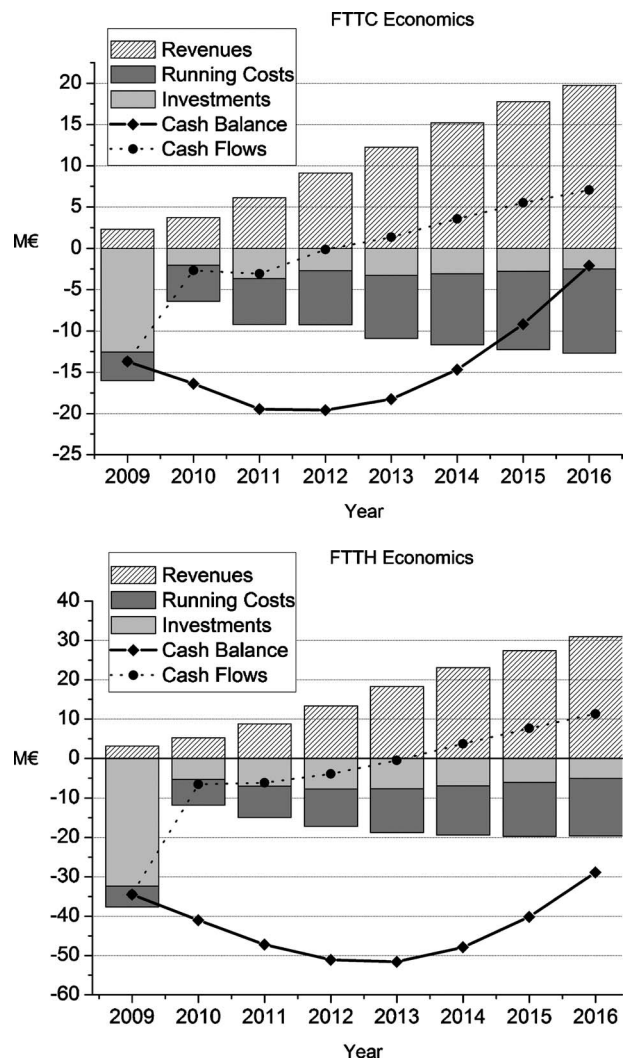 FTTC Economics
Revenues
Running Costs
Investments
Cash Balance
Cash Flows
20
15
10
5
0
-5
-10
-15
-20
-25
M€
2009 2010 2011 2012 2013 2014 2015 2016
Year
FTTH Economics
Revenues
Running Costs
Investments
Cash Balance
Cash Flows
40
30
20
10
0
-10
-20
-30
-40
-50
-60
M€
2009 2010 2011 2012 2013 2014 2015 2016
Year